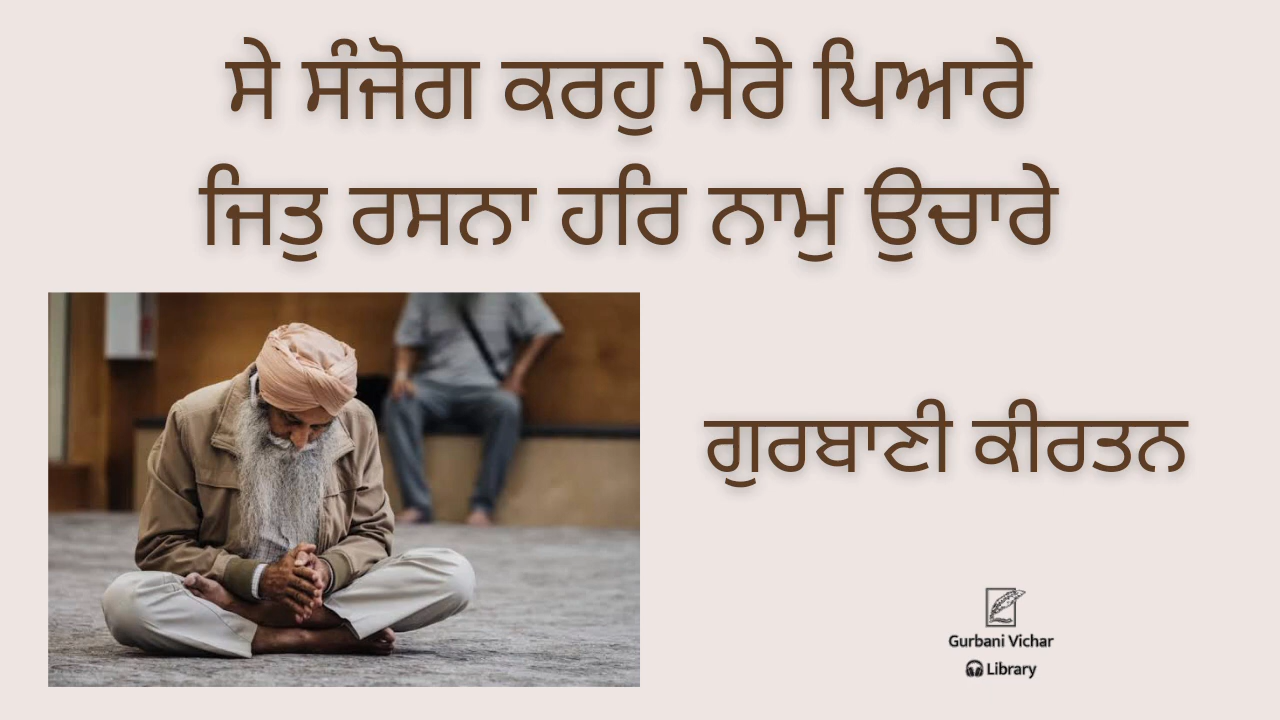 ਸੇ ਸੰਜੋਗ ਕਰਹੁ ਮੇਰੇ ਪਿਆਰੇ
ਜਿਤੁ ਰਸਨਾ ਹਰਿ ਨਾਮੁ ਉਚਾਰੇ
ਗੁਰਬਾਣੀ ਕੀਰਤਨ
Gurbani Vichar
Library